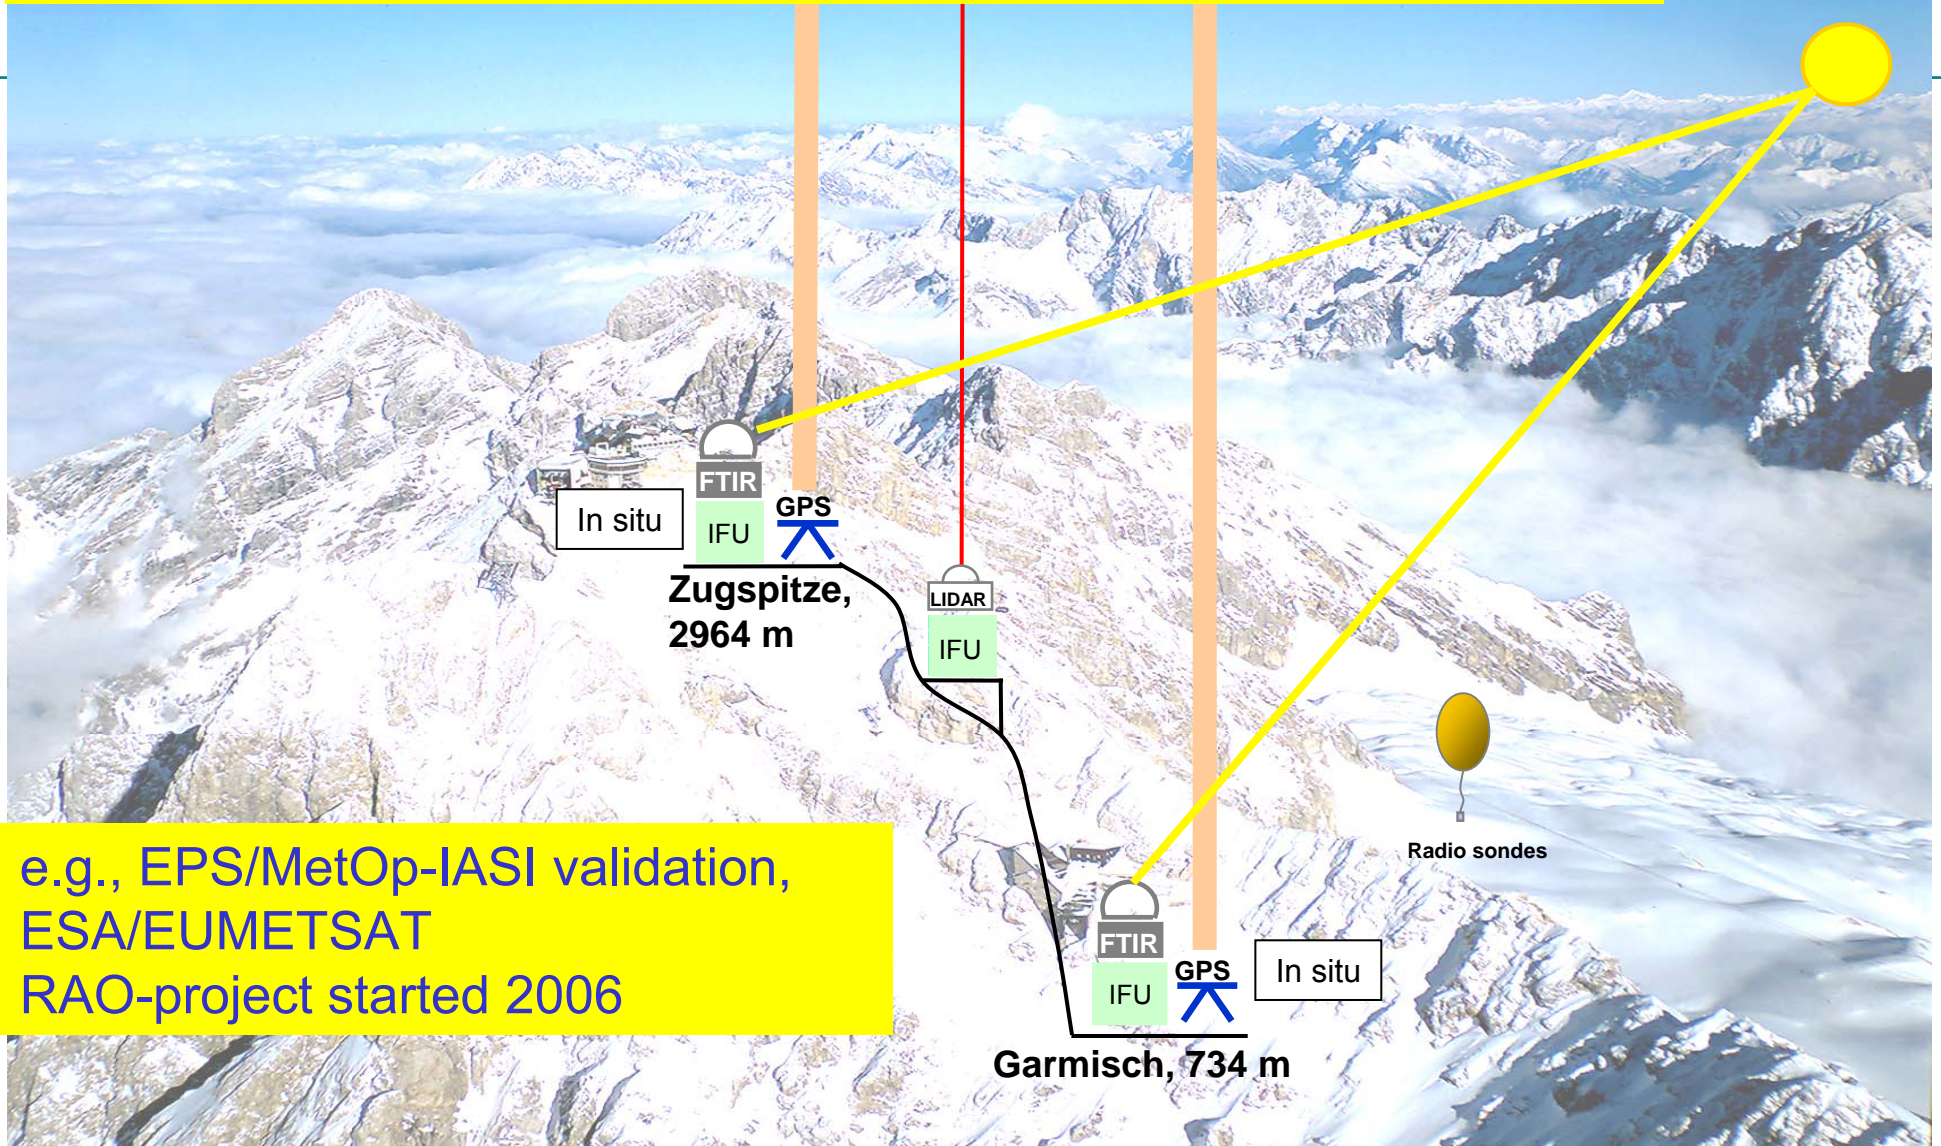 FTIR
In situ
IFU
GPS
Zugspitze,
2964 m
LIDAR
IFU
Radio sondes
e.g., EPS/MetOp-IASI validation,
ESA/EUMETSAT
RAO-project started 2006
FTIR
IFU
GPS
In situ
Garmisch, 734 m